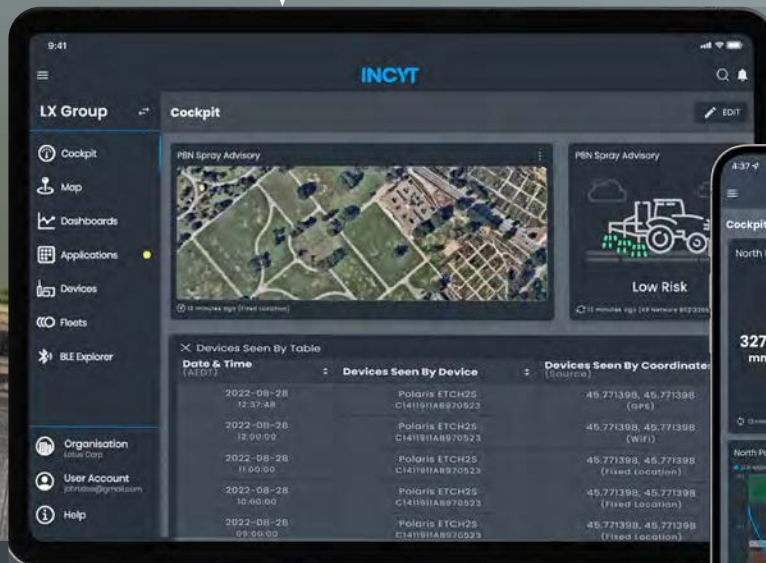 9:41
INCYT
LX Group
Cockpit
EDIT
Cockpit
Map
Dashboards
Applications
Devices
Fleets
BLE Explorer
Organisation
Lotus Corp
User Account
Help
PBN Spray Advisory
13 minutes ago (Fixed Location)
PBN Spray Advisory
Low Risk
Devices Seen By Table
Date & Time
(AEDT)
Devices Seen By Device
Devices Seen By Coordinates
(Source)
2022-08-28
12:37:48
Polaris ETCH2S
C1411911AB970523
45.771398, 45.771398
(GPS)
2022-08-28
12:00:00
Polaris ETCH2S
C1411911AB970523
45.771398, 45.771398
(WiFi)
2022-08-28
11:00:00
Polaris ETCH2S
C1411911AB970523
45.771398, 45.771398
(Fixed Location)
2022-08-28
10:00:00
Polaris ETCH2S
C1411911AB970523
45.771398, 45.771398
(Fixed Location)
2022-08-28
09:00:00
Polaris ETCH2S
C1411911AB970523
45.771398, 45.771398
(Fixed Location)
4:37
Cockpit
North
327
mm
North